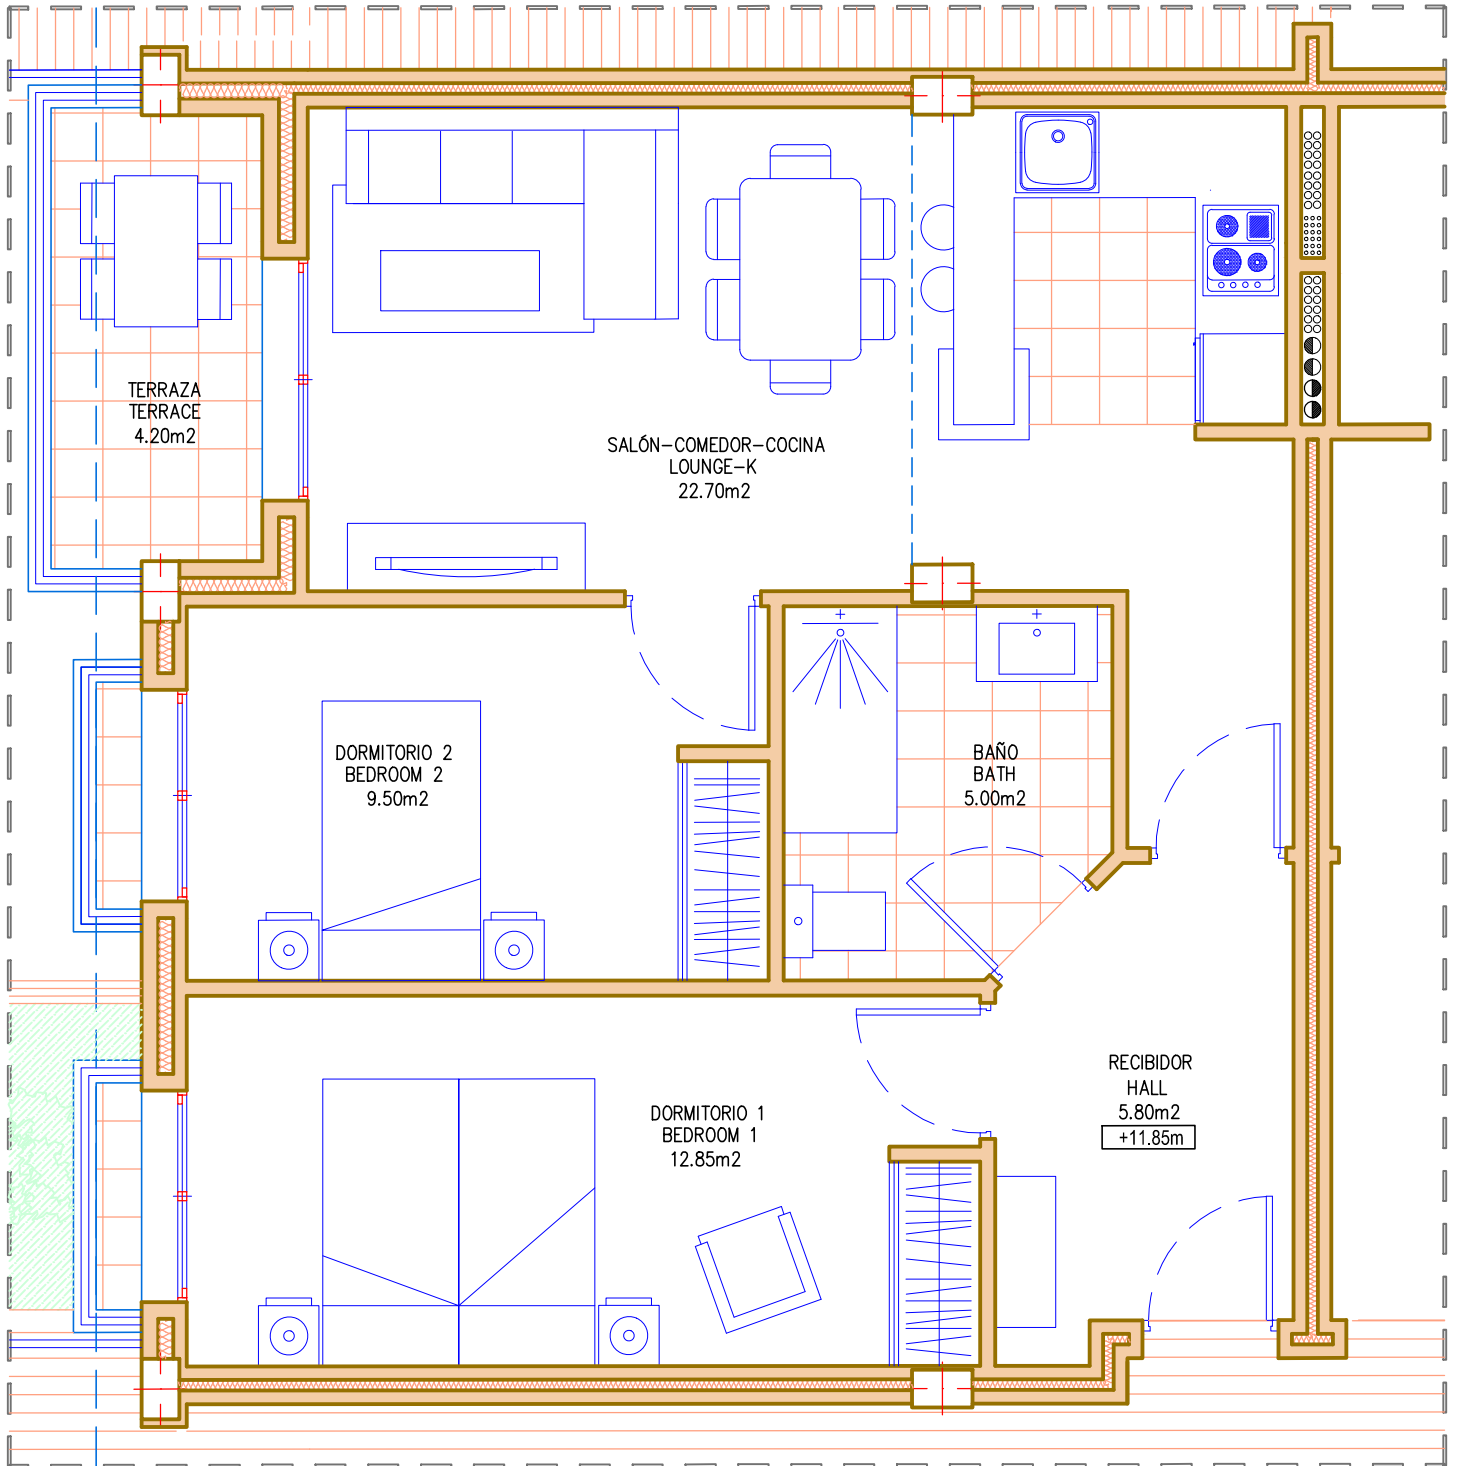 TERRAZA
TERRACE
4.20m2
SALÓN-COMEDOR-COCINA
LOUNGE-K
22.70m2
DORMITORIO 2
BEDROOM 2
9.50m2
BAÑO
BATH
5.00m2
RECIBIDOR
HALL
5.80m2
+11.85m
DORMITORIO 1
BEDROOM 1
12.85m2